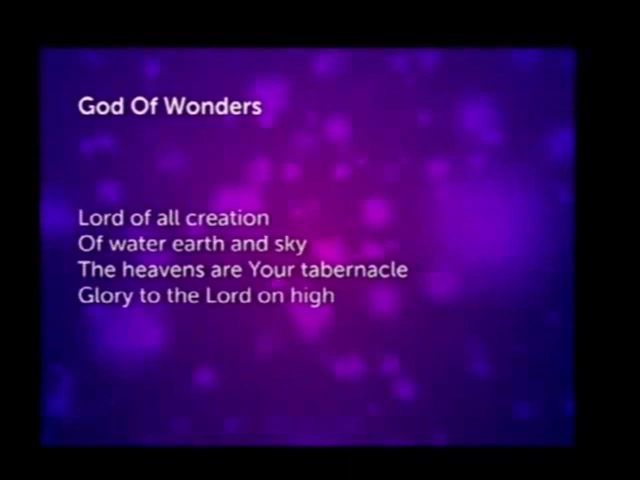 God Of Wonders
Lord of all creation
Of water earth and sky
The heavens are Your tabernacle
Glory to the Lord on high